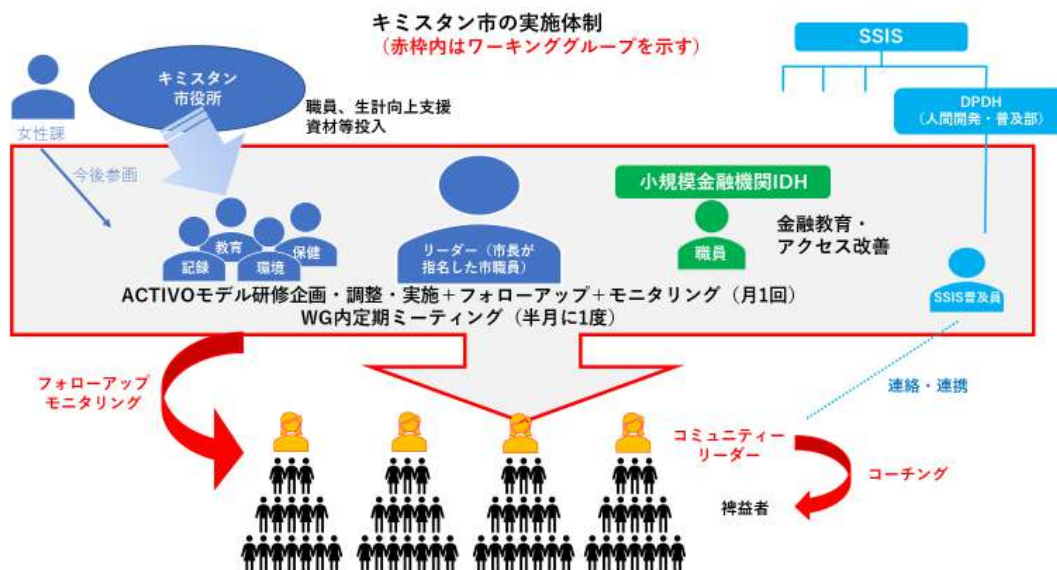 キミスタン市の実施体制
(赤枠内はワーキンググループを示す)
SSIS
キミスタン
市役所
職員、生計向上支援
資材等投入
DPDH
(人間開発・普及部)
女性課
今後参画
小規模金融機関IDH
教育
保健
記録
環境
リーダー(市長が
指名した市職員)
職員
金融教育・
アクセス改善
ACTIVOモデル研修企画・調整・実施+フォローアップ+モニタリング(月1回)
WG内定期ミーティング(半月に1度)
SSIS普及員
フォローアップ
モニタリング
連絡・連携
コミュニティー
リーダー
コーチング
裨益者